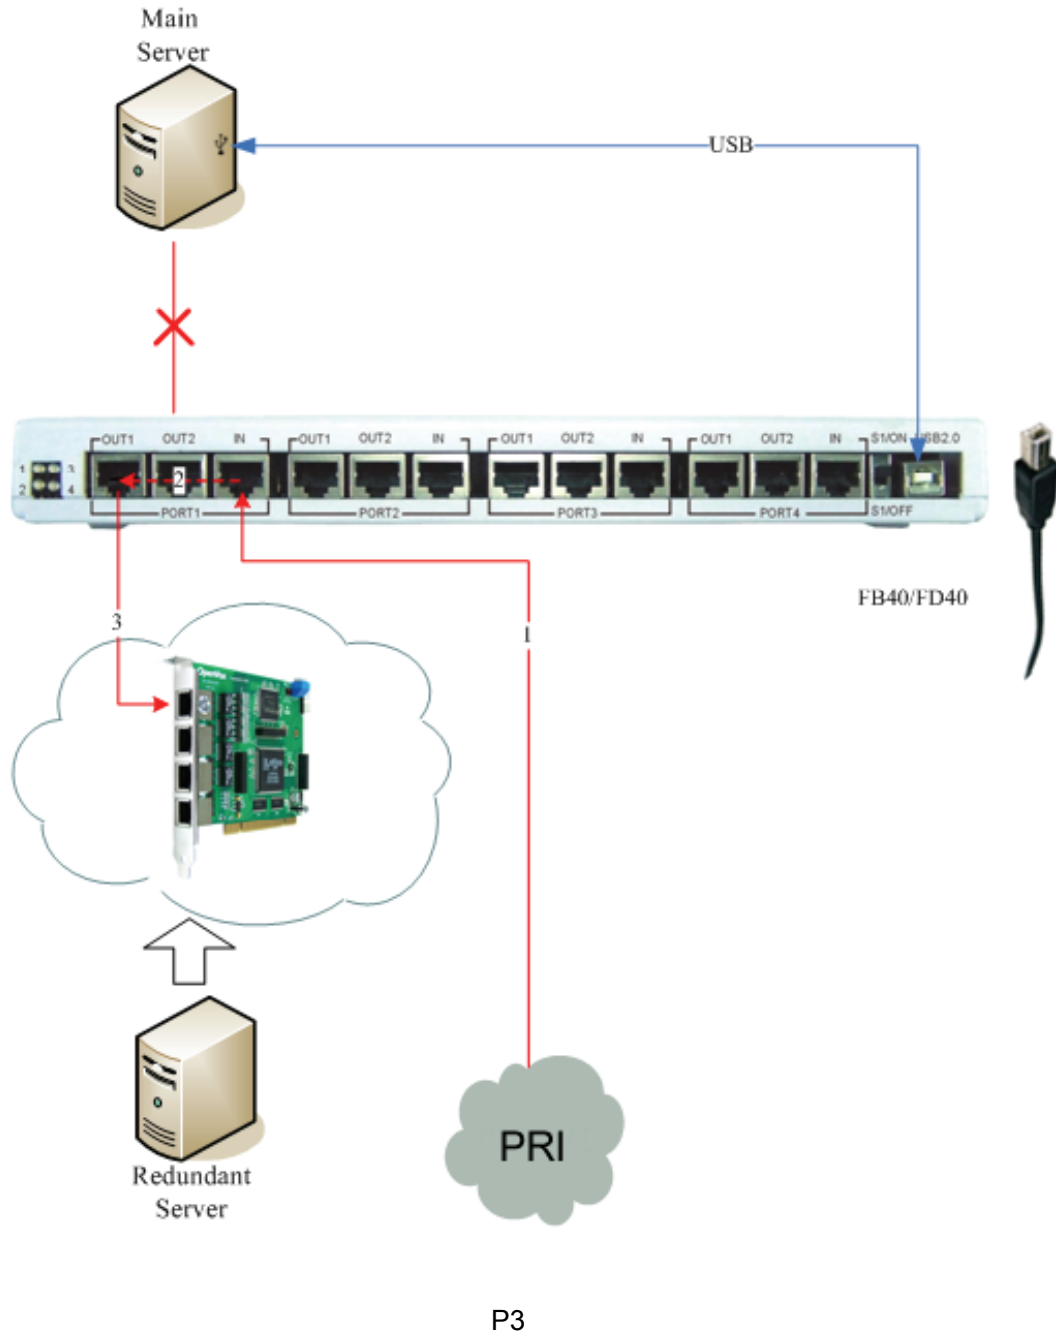 Main
Server
USB
OUT1 OUT2 IN OUT1 OUT2 IN OUT1 OUT2 IN OUT1 OUT2 IN S1/ON USB2.0
1 3
2 4
2
PORT1 PORT2 PORT3 PORT4 S1/OFF
FB40/FD40
3
1
OpenVox
Redundant
Server
PRI
P3